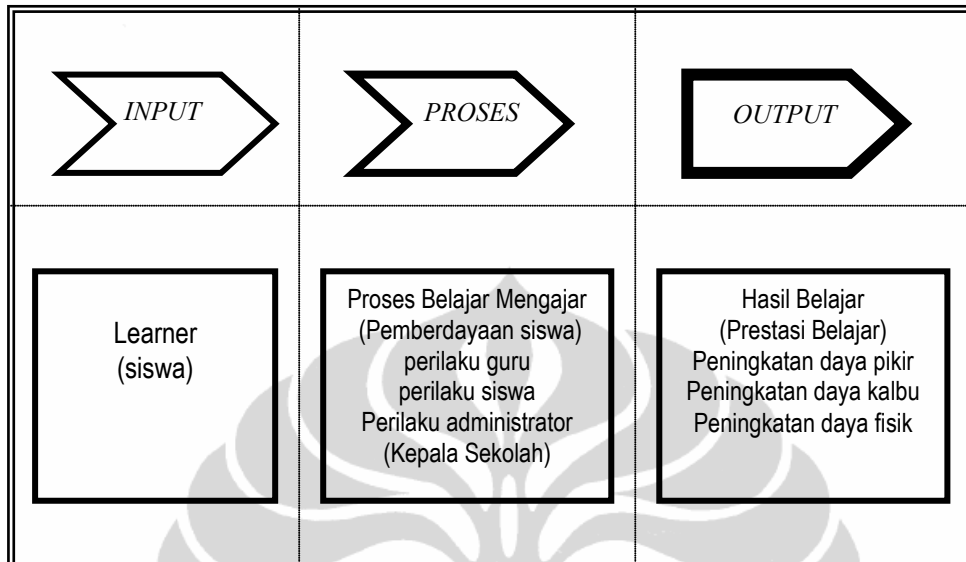 INPUT
PROSES
OUTPUT
Learner
(siswa)
Proses Belajar Mengajar
(Pemberdayaan siswa)
perilaku guru
perilaku siswa
Perilaku administrator
(Kepala Sekolah)
Hasil Belajar
(Prestasi Belajar)
Peningkatan daya pikir
Peningkatan daya kalbu
Peningkatan daya fisik